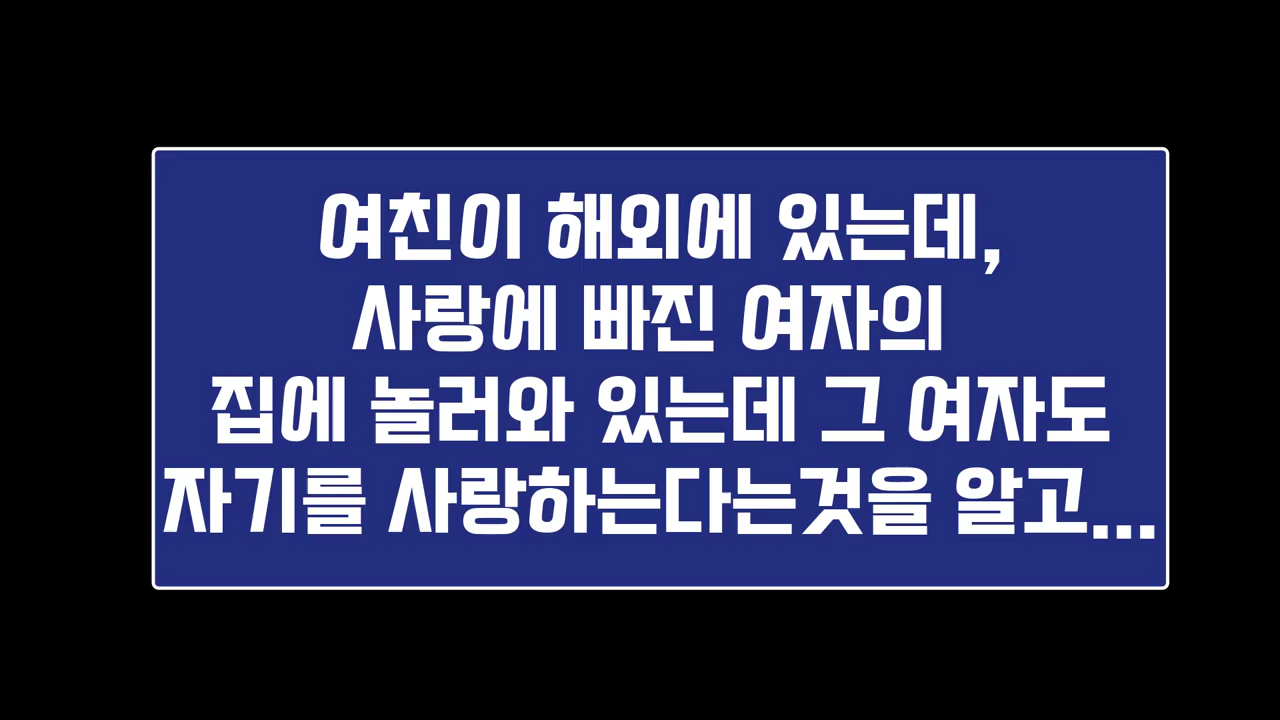 여친이 해외에 있는데,
사랑에 빠진 여자의
집에 놀러와 있는데 그 여자도
자기를 사랑하는다는것을 알고...